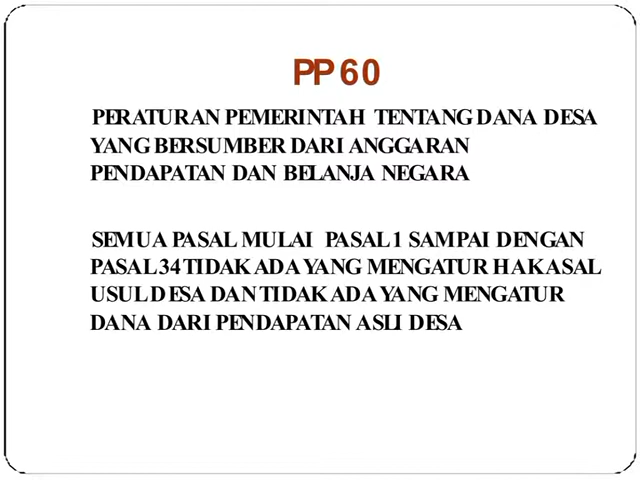 PP 60
PERATURAN PEMERINTAH TENTANG DANA DESA
YANG BERSUMBER DARI ANGGARAN
PENDAPATAN DAN BELANJA NEGARA
SEMUA PASAL MULAI PASAL 1 SAMPAI DENGAN
PASAL 34 TIDAK ADA YANG MENGATUR HAK ASAL
USUL DESA DAN TIDAK ADA YANG MENGATUR
DANA DARI PENDAPATAN ASLI DESA